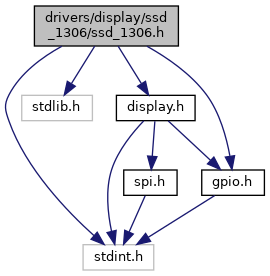 drivers/display/ssd
_1306/ssd_1306.h
stdlib.h
display.h
spi.h
gpio.h
stdint.h